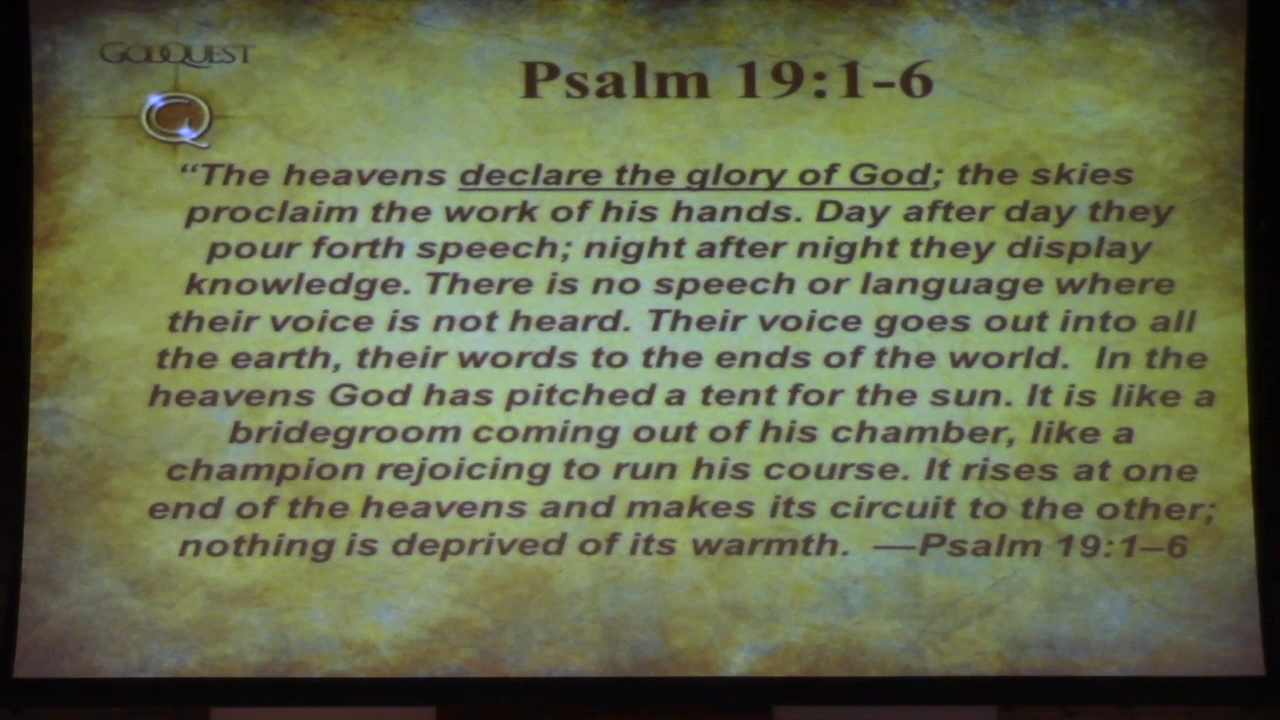 GODQUEST
Q
Psalm 19:1-6
“The heavens declare the glory of God; the skies
proclaim the work of his hands. Day after day they
pour forth speech; night after night they display
knowledge. There is no speech or language where
their voice is not heard. Their voice goes out into all
the earth, their words to the ends of the world.  In the
heavens God has pitched a tent for the sun. It is like a
bridegroom coming out of his chamber, like a
champion rejoicing to run his course. It rises at one
end of the heavens and makes its circuit to the other;
nothing is deprived of its warmth.  —Psalm 19:1–6